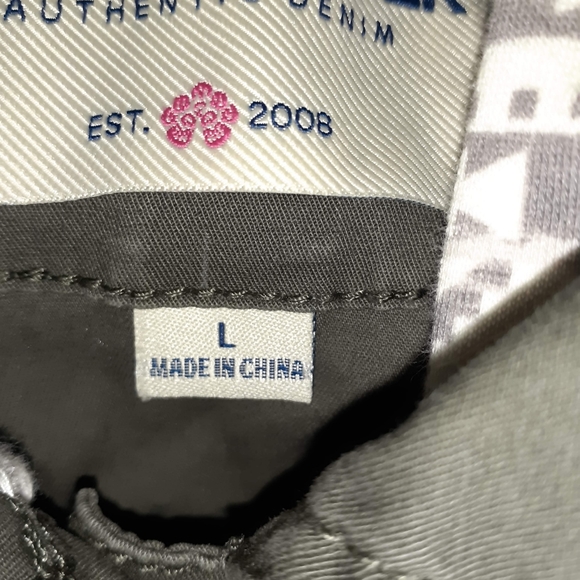 AUTHENTIC DENIM
EST. 2008
L
MADE IN CHINA